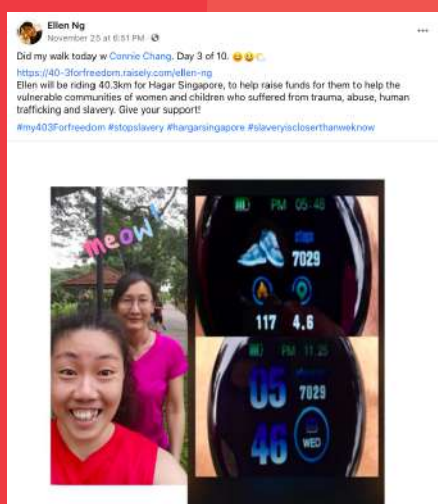 Ellen Ng
November 25 at 6:51 PM
Did my walk today w Connie Chang. Day 3 of 10.
https://40-3forfreedom.raisely.com/ellen-ng
Ellen will be riding 40.3km for Hagar Singapore, to help raise funds for them to help the
vulnerable communities of women and children who suffered from trauma, abuse, human
trafficking and slavery. Give your support!
#my403Forfreedom #stopslavery #hargarsingapore #slaveryiscloserthanweknow
meow!
PM 05:46
steps
7029
117 4.6
PM 11.25
05
7029
46
WED